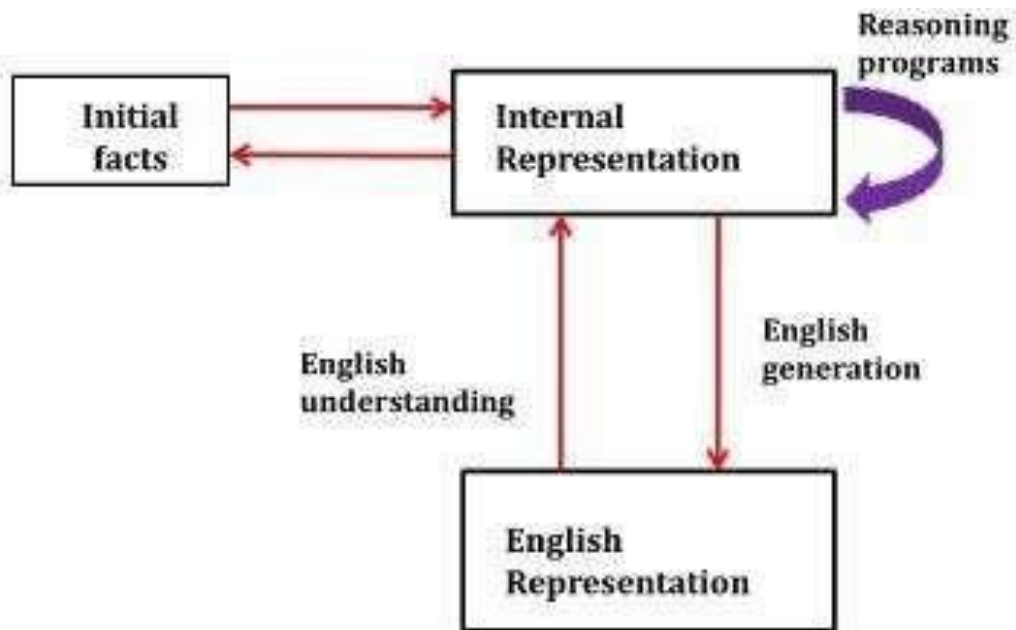 Reasoning
programs
Initial
facts
Internal
Representation
English
understanding
English
generation
English
Representation